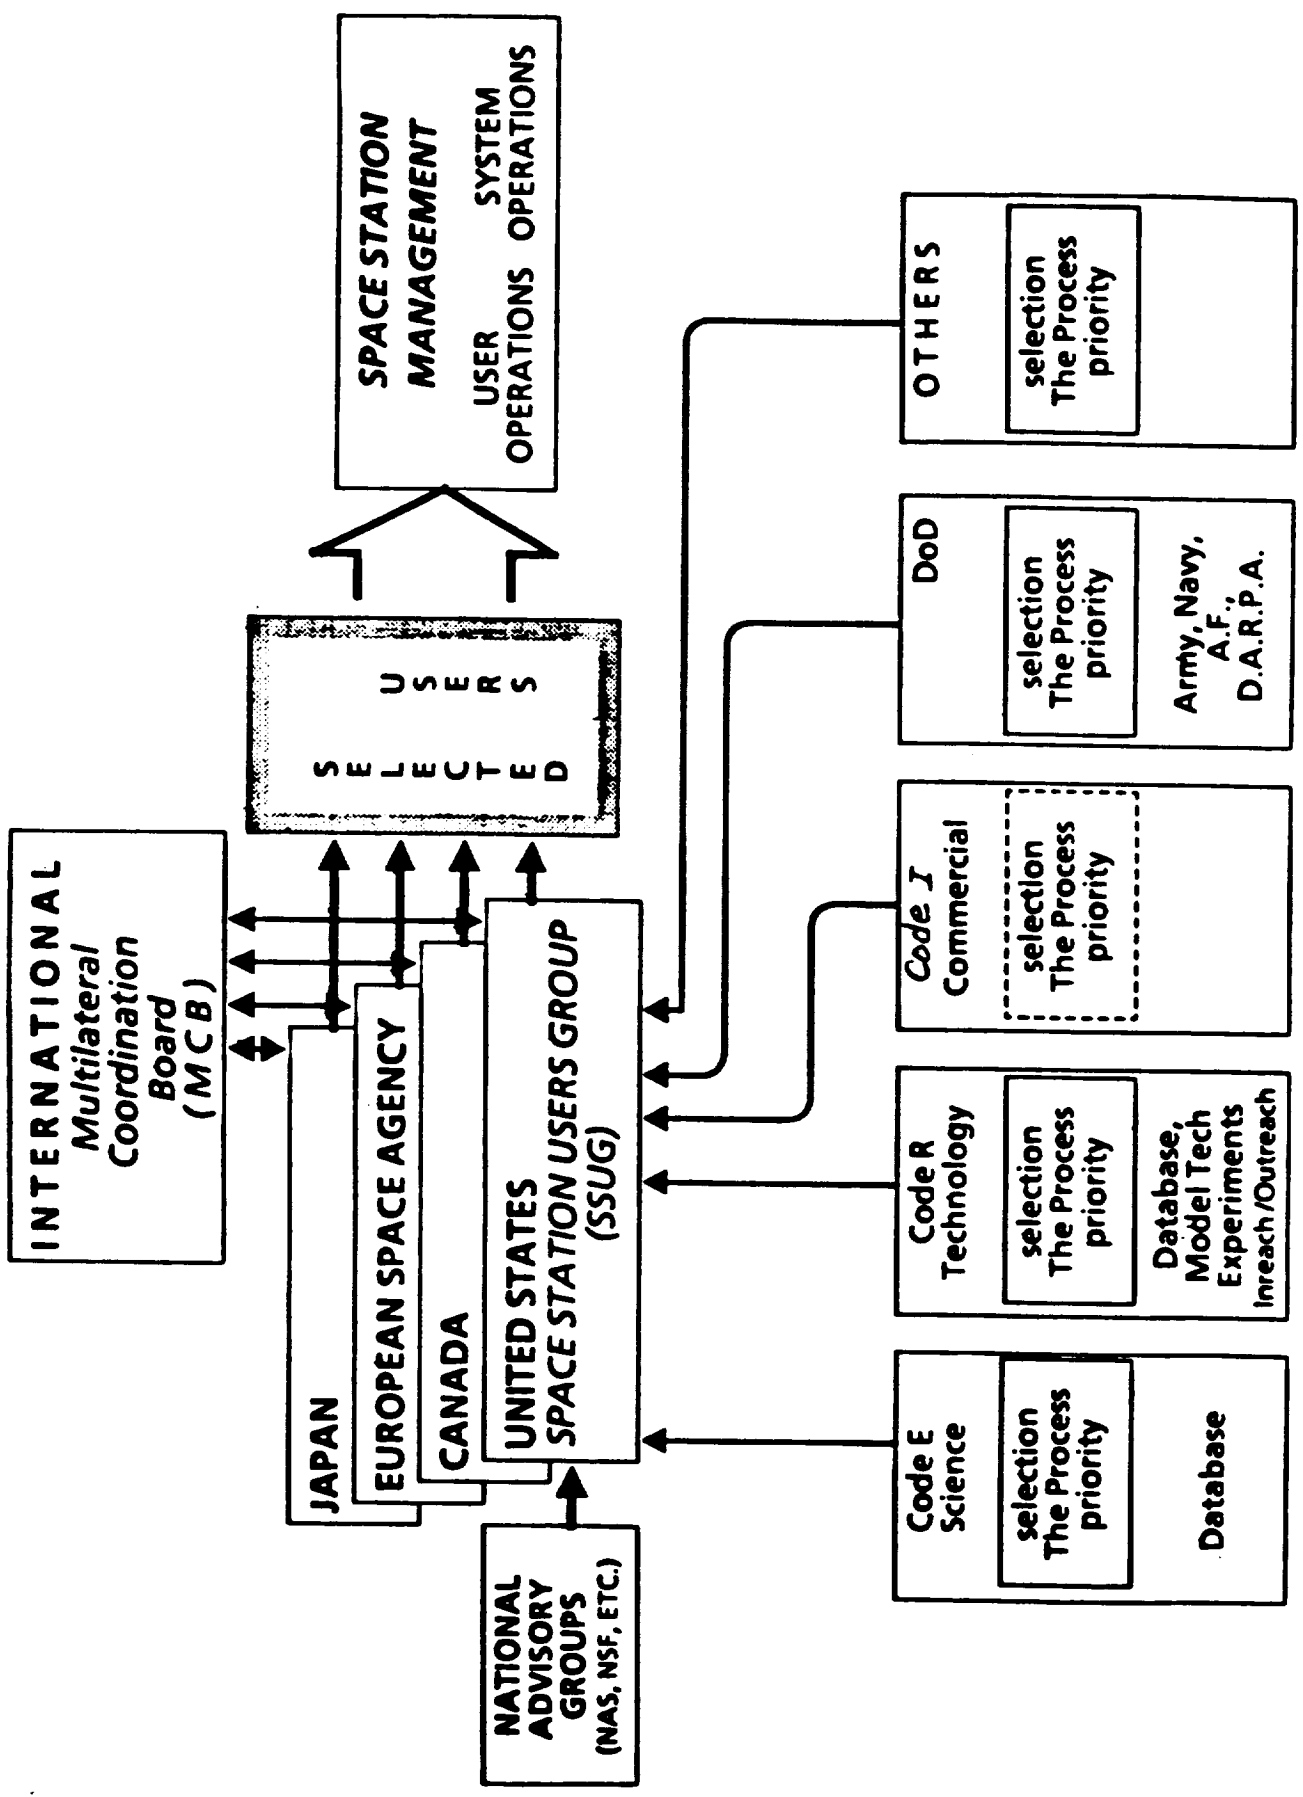 INTERNATIONAL
Multilateral
Coordination
Board
(MCB)
JAPAN
EUROPEAN SPACE AGENCY
CANADA
UNITED STATES
SPACE STATION USERS GROUP
(SSUG)
NATIONAL
ADVISORY
GROUPS
(NAS, NSF, ETC.)
SELECTED
USERS
SPACE STATION
MANAGEMENT
USER
OPERATIONS
SYSTEM
OPERATIONS
Code E
Science
selection
The Process
priority
Database
Code R
Technology
selection
The Process
priority
Database,
Model Tech
Experiments
Inreach/Outreach
Code I
Commercial
selection
The Process
priority
DoD
selection
The Process
priority
Army, Navy,
A.F.,
D.A.R.P.A.
OTHERS
selection
The Process
priority